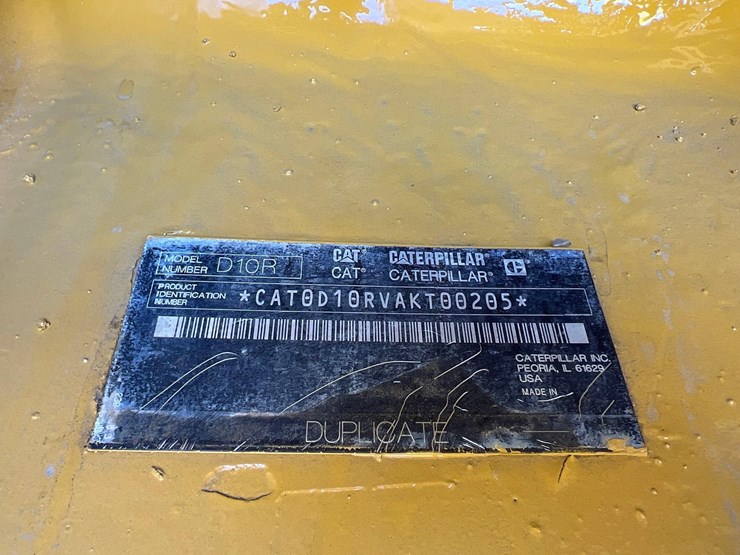 MODEL NUMBER D10R
CAT CATERPILLAR
CAT® CATERPILLAR®
PRODUCT IDENTIFICATION NUMBER *CAT0D10RVAKT00205*
CATERPILLAR INC.
PEORIA, IL 61629
USA
MADE IN
DUPLICATE